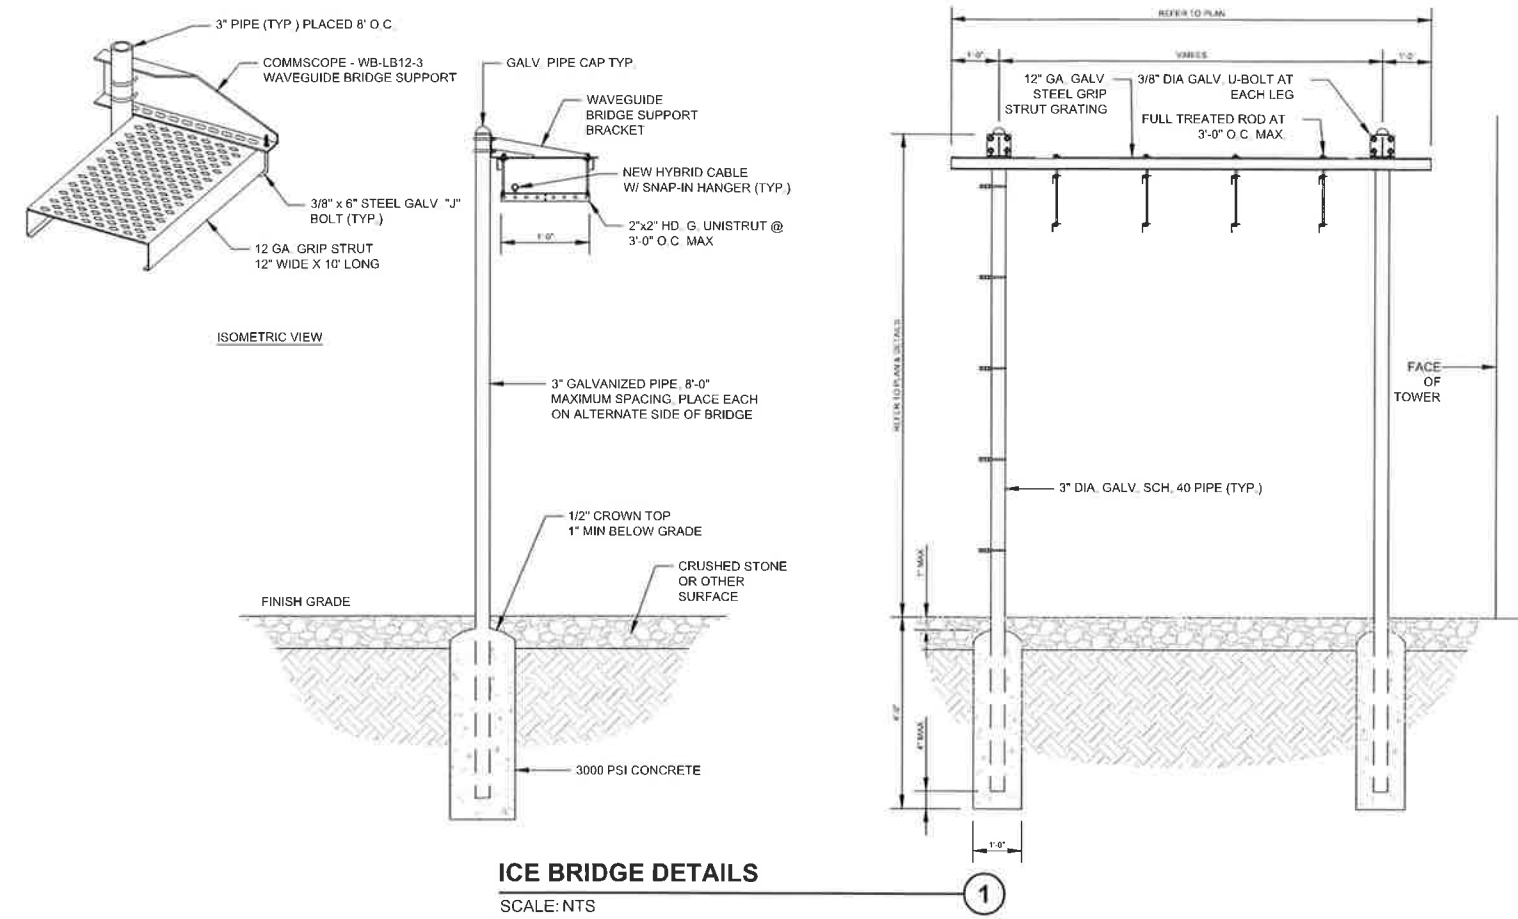 3" PIPE (TYP.) PLACED 8' O.C.
COMMSCOPE - WB-LB12-3
WAVEGUIDE BRIDGE SUPPORT
3/8" x 6" STEEL GALV. "J"
BOLT (TYP.)
12 GA. GRIP STRUT
12" WIDE X 10' LONG
ISOMETRIC VIEW
GALV. PIPE CAP TYP.
WAVEGUIDE
BRIDGE SUPPORT
BRACKET
NEW HYBRID CABLE
W/ SNAP-IN HANGER (TYP.)
2"x2" HD. G. UNISTRUT @
3'-0" O.C. MAX
1'-0"
3" GALVANIZED PIPE, 8'-0"
MAXIMUM SPACING, PLACE EACH
ON ALTERNATE SIDE OF BRIDGE
1/2" CROWN TOP
1" MIN BELOW GRADE
CRUSHED STONE
OR OTHER
SURFACE
FINISH GRADE
3000 PSI CONCRETE
REFER TO PLAN
1'-0"
VARIES
1'-0"
12" GA. GALV.
STEEL GRIP
STRUT GRATING
3/8" DIA GALV. U-BOLT AT
EACH LEG
FULL TREATED ROD AT
3'-0" O.C. MAX.
REFER TO PLAN & DETAILS
FACE
OF
TOWER
3" DIA. GALV. SCH. 40 PIPE (TYP.)
1" MAX
4'-0"
4" MAX
1'-0"
ICE BRIDGE DETAILS
SCALE: NTS
1